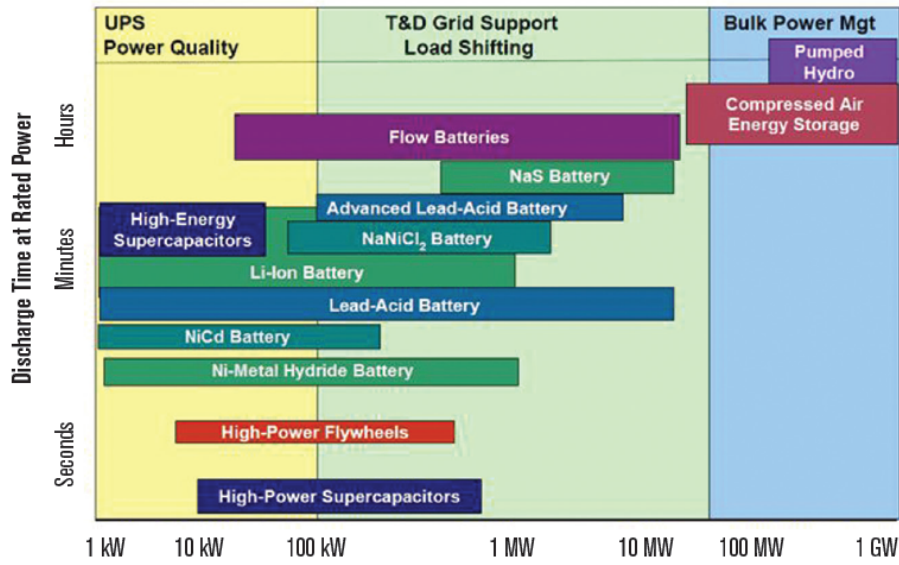 UPS
Power Quality
T&D Grid Support
Load Shifting
Bulk Power Mgt
Pumped
Hydro
Compressed Air
Energy Storage
Flow Batteries
NaS Battery
Advanced Lead-Acid Battery
High-Energy
Supercapacitors
NaNiCl₂ Battery
Li-Ion Battery
Lead-Acid Battery
NiCd Battery
Ni-Metal Hydride Battery
High-Power Flywheels
High-Power Supercapacitors
Discharge Time at Rated Power
Hours
Minutes
Seconds
1 kW 10 kW 100 kW 1 MW 10 MW 100 MW 1 GW